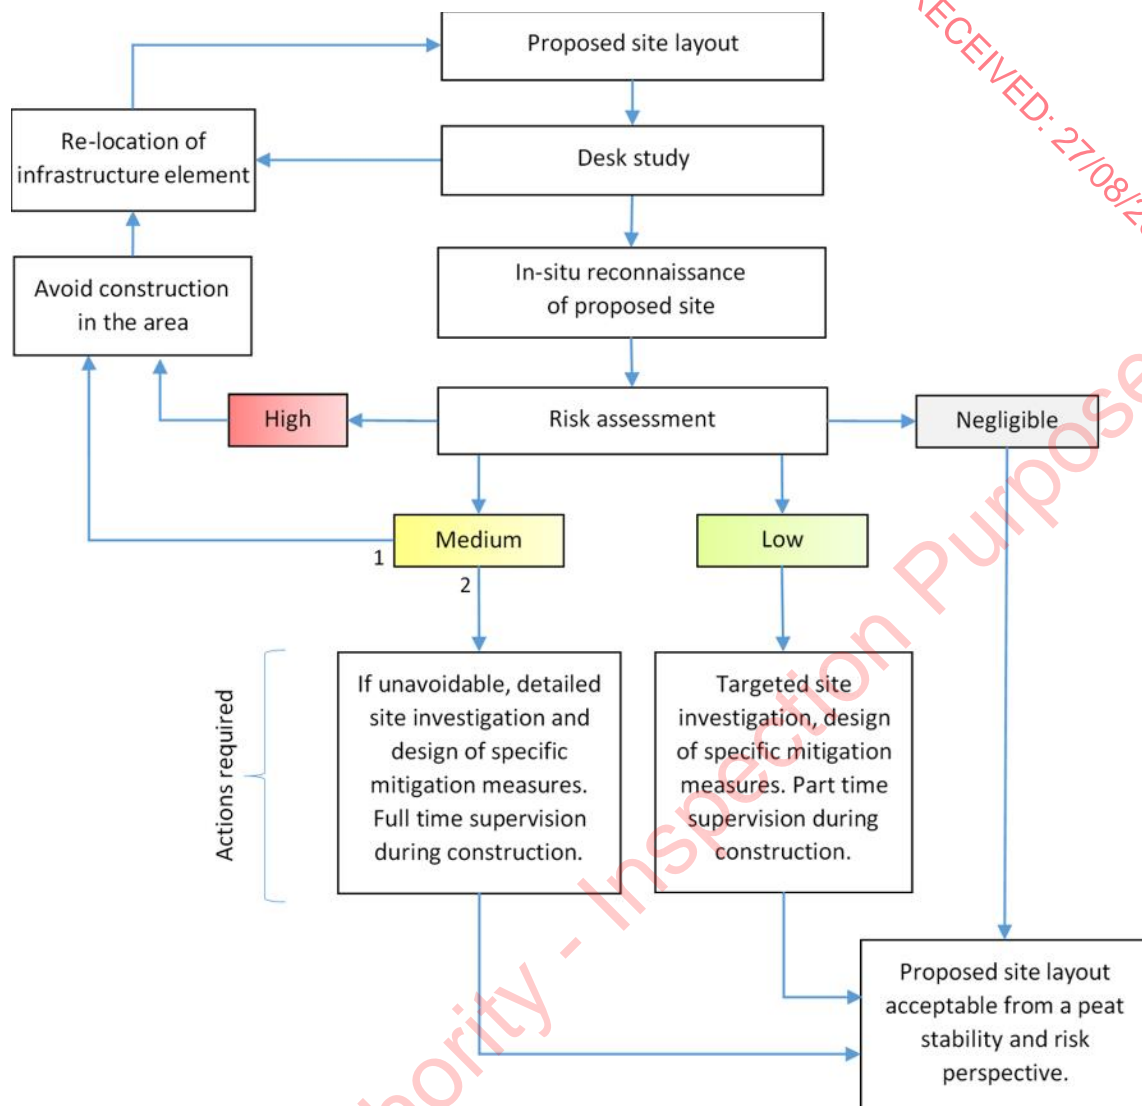 Proposed site layout
RECEIVED: 27/08/20
Re-location of
infrastructure element
Desk study
In-situ reconnaissance
of proposed site
Avoid construction
in the area
High
Risk assessment
Negligible
Medium
Low
1
2
Actions required
If unavoidable, detailed
site investigation and
design of specific
mitigation measures.
Full time supervision
during construction.
Targeted site
investigation, design
of specific mitigation
measures. Part time
supervision during
construction.
Proposed site layout
acceptable from a peat
stability and risk
perspective.
hority - Inspection Purpose